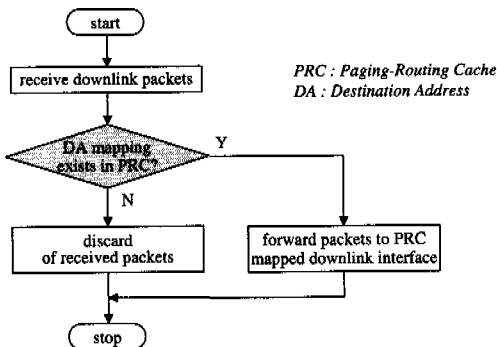 start
receive downlink packets
PRC : Paging-Routing Cache
DA : Destination Address
DA mapping
exists in PRC?
Y
N
discard
of received packets
forward packets to PRC
mapped downlink interface
stop